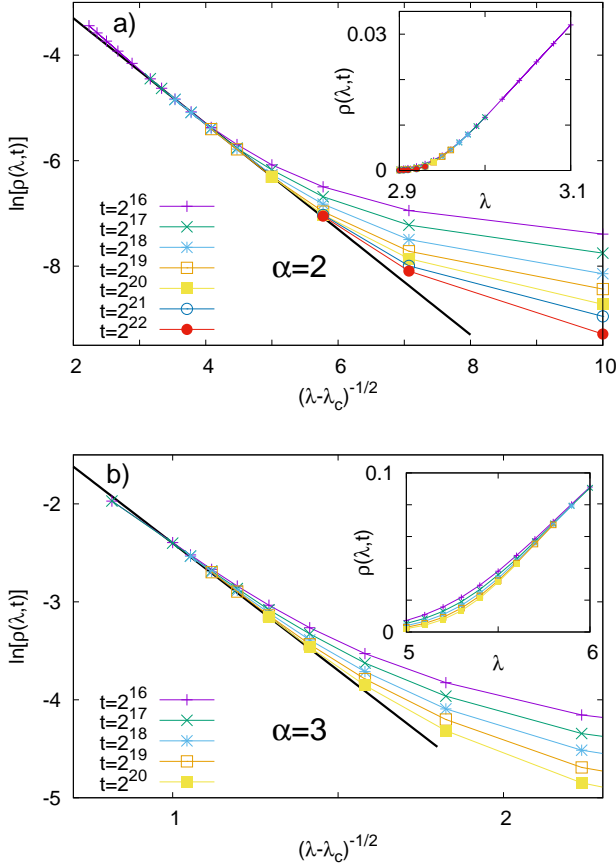 a)
-4
-6
-8
ln[ρ(λ,t)]
t=2^16
t=2^17
t=2^18
t=2^19
t=2^20
t=2^21
t=2^22
α=2
2 4 6 8 10
(λ-λc)^-1/2
0.03
0
ρ(λ,t)
2.9 λ 3.1
b)
-2
-3
-4
-5
ln[ρ(λ,t)]
t=2^16
t=2^17
t=2^18
t=2^19
t=2^20
α=3
1 2
(λ-λc)^-1/2
0.1
0
ρ(λ,t)
5 λ 6